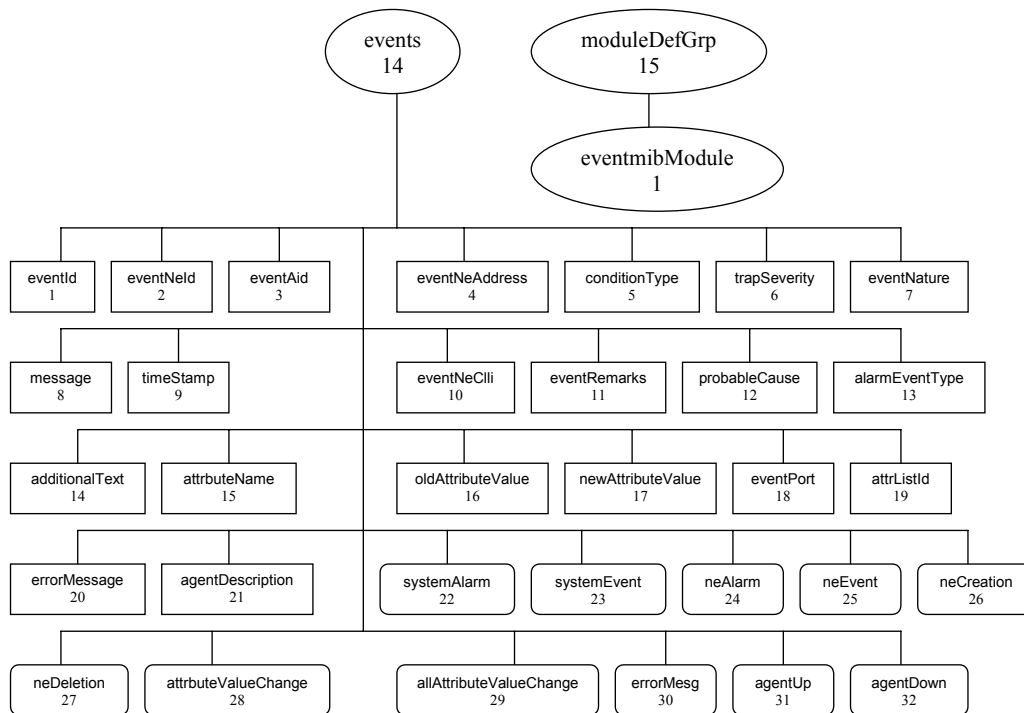 events
14
moduleDefGrp
15
eventmibModule
1
eventId
1
eventNeId
2
eventAid
3
eventNeAddress
4
conditionType
5
trapSeverity
6
eventNature
7
message
8
timeStamp
9
eventNeClli
10
eventRemarks
11
probableCause
12
alarmEventType
13
additionalText
14
attrbuteName
15
oldAttributeValue
16
newAttributeValue
17
eventPort
18
attrListId
19
errorMessage
20
agentDescription
21
systemAlarm
22
systemEvent
23
neAlarm
24
neEvent
25
neCreation
26
neDeletion
27
attrbuteValueChange
28
allAttributeValueChange
29
errorMesg
30
agentUp
31
agentDown
32